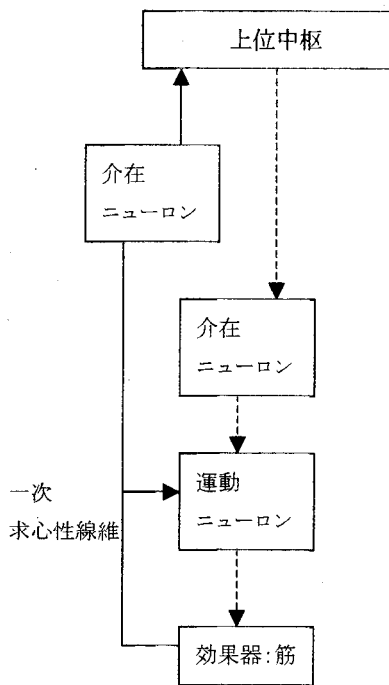 上位中枢
介在
ニューロン
介在
ニューロン
一次
求心性線維
運動
ニューロン
効果器:筋